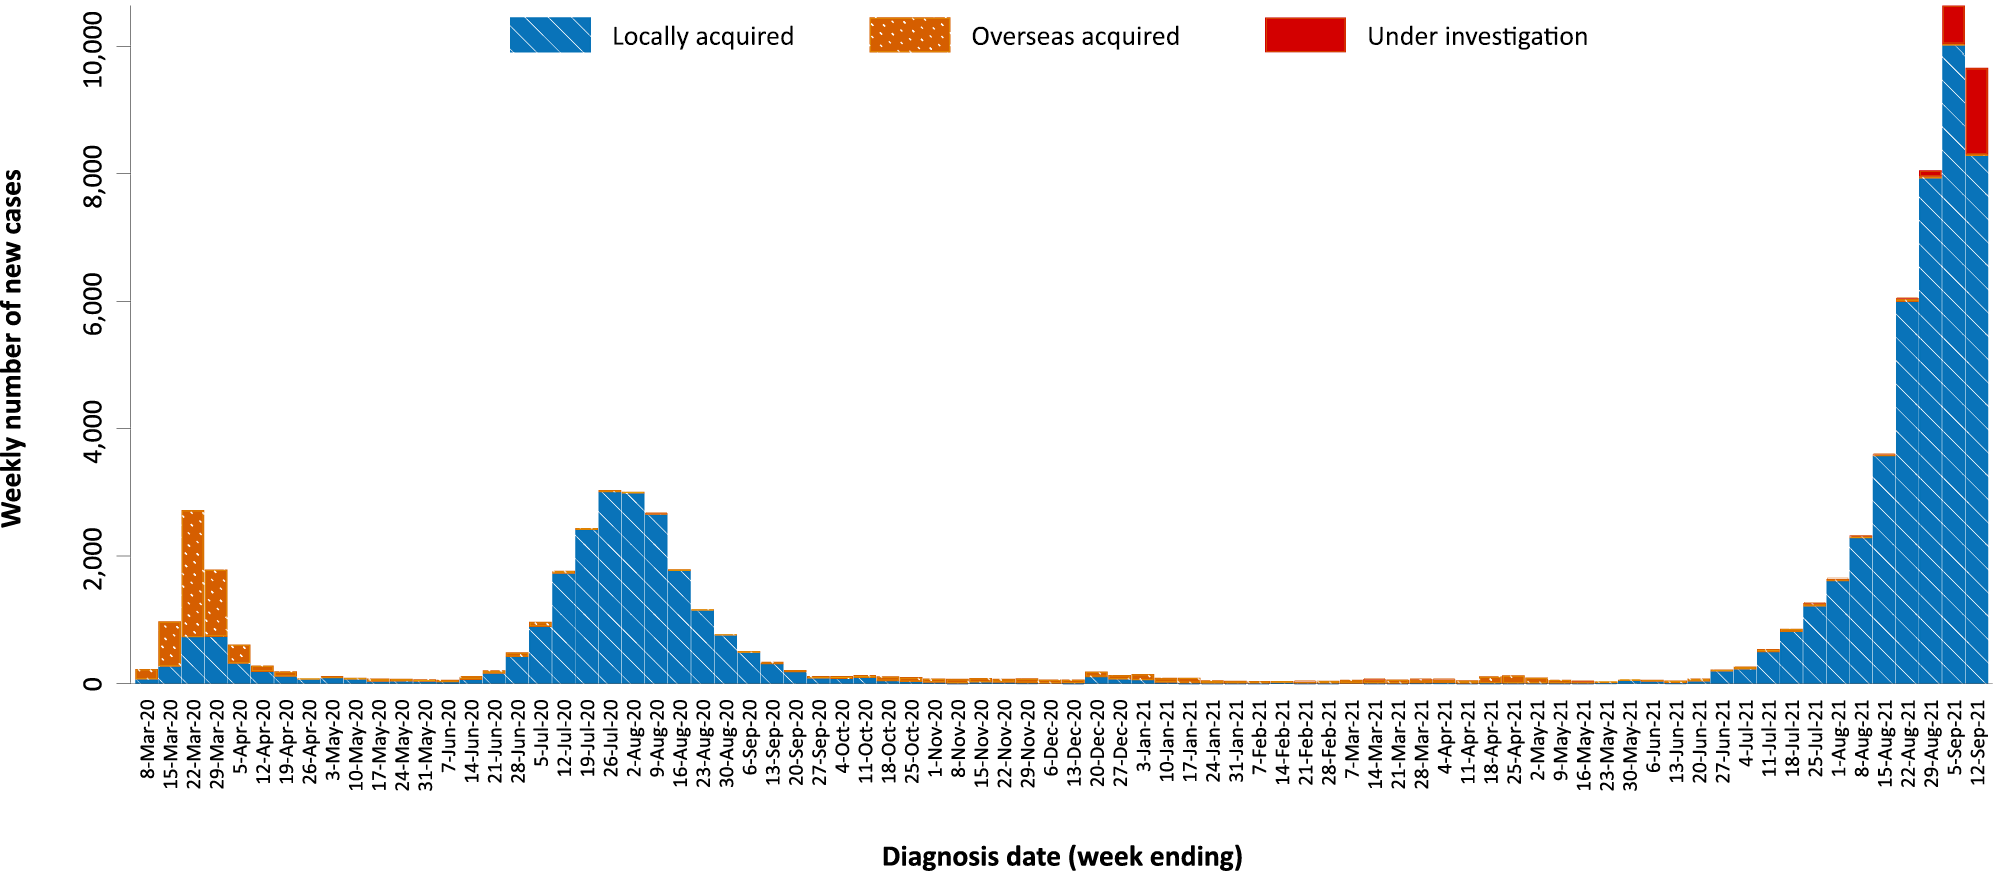 Locally acquired
Overseas acquired
Under investigation
Weekly number of new cases
10,000
8,000
6,000
4,000
2,000
0
8-Mar-20
15-Mar-20
22-Mar-20
29-Mar-20
5-Apr-20
12-Apr-20
19-Apr-20
26-Apr-20
3-May-20
10-May-20
17-May-20
24-May-20
31-May-20
7-Jun-20
14-Jun-20
21-Jun-20
28-Jun-20
5-Jul-20
12-Jul-20
19-Jul-20
26-Jul-20
2-Aug-20
9-Aug-20
16-Aug-20
23-Aug-20
30-Aug-20
6-Sep-20
13-Sep-20
20-Sep-20
27-Sep-20
4-Oct-20
11-Oct-20
18-Oct-20
25-Oct-20
1-Nov-20
8-Nov-20
15-Nov-20
22-Nov-20
29-Nov-20
6-Dec-20
13-Dec-20
20-Dec-20
27-Dec-20
3-Jan-21
10-Jan-21
17-Jan-21
24-Jan-21
31-Jan-21
7-Feb-21
14-Feb-21
21-Feb-21
28-Feb-21
7-Mar-21
14-Mar-21
21-Mar-21
28-Mar-21
4-Apr-21
11-Apr-21
18-Apr-21
25-Apr-21
2-May-21
9-May-21
16-May-21
23-May-21
30-May-21
6-Jun-21
13-Jun-21
20-Jun-21
27-Jun-21
4-Jul-21
11-Jul-21
18-Jul-21
25-Jul-21
1-Aug-21
8-Aug-21
15-Aug-21
22-Aug-21
29-Aug-21
5-Sep-21
12-Sep-21
Diagnosis date (week ending)